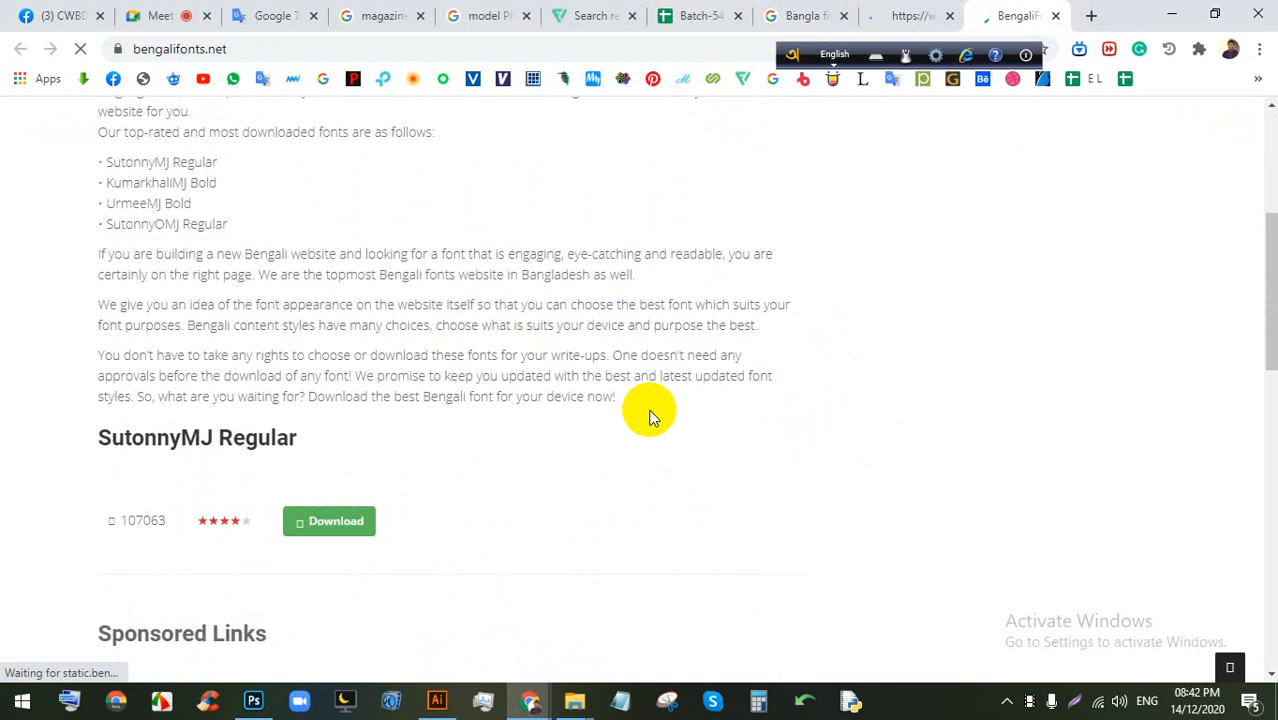 (3) CWBD
Meet
Google T
magazine
model Ph
Search re
Batch-54
Bangla fr
https://w
BengaliFo
bengalifonts.net
English
Apps
E L
website for you.
Our top-rated and most downloaded fonts are as follows:
• SutonnyMJ Regular
• KumarkhaliMJ Bold
• UrmeeMJ Bold
• SutonnyOMJ Regular
If you are building a new Bengali website and looking for a font that is engaging, eye-catching and readable, you are
certainly on the right page. We are the topmost Bengali fonts website in Bangladesh as well.
We give you an idea of the font appearance on the website itself so that you can choose the best font which suits your
font purposes. Bengali content styles have many choices, choose what is suits your device and purpose the best.
You don't have to take any rights to choose or download these fonts for your write-ups. One doesn't need any
approvals before the download of any font! We promise to keep you updated with the best and latest updated font
styles. So, what are you waiting for? Download the best Bengali font for your device now!
SutonnyMJ Regular
107063 ★★★★★ Download
Sponsored Links
Activate Windows
Go to Settings to activate Windows.
Waiting for static.ben...
ENG
08:42 PM
14/12/2020
5